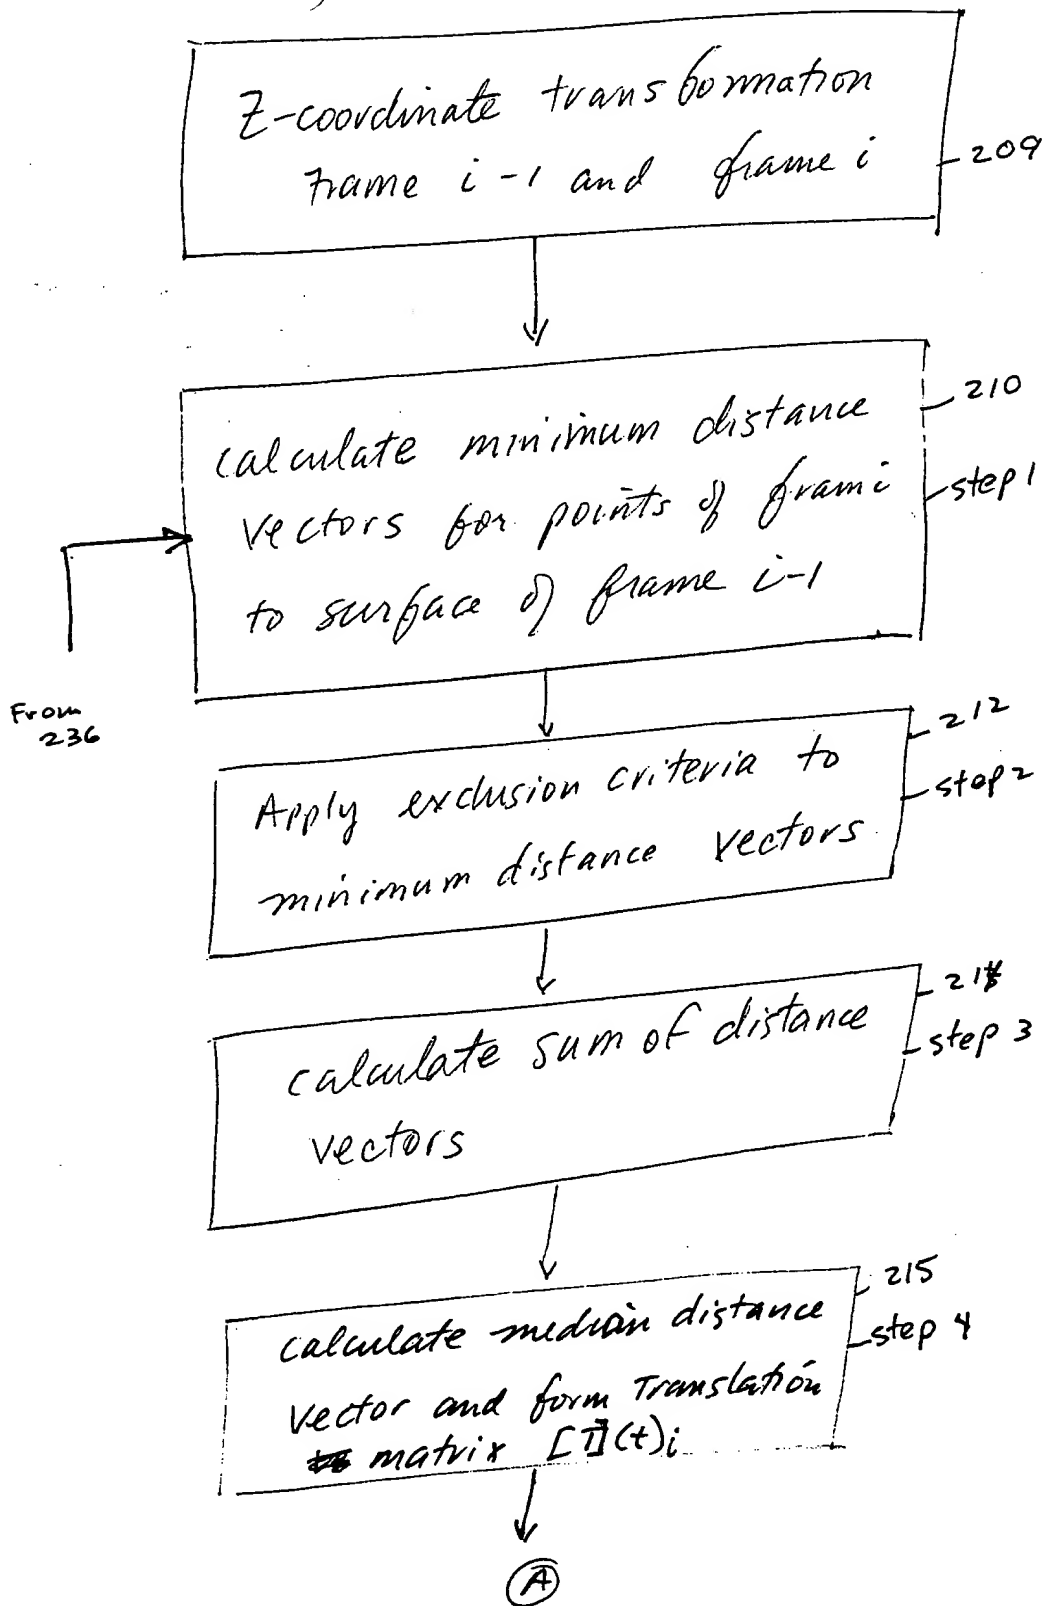 Z-coordinate transformation
Frame i-1 and frame i
209
210
calculate minimum distance
vectors for points of frami
step 1
to surface of frame i-1
From
236
212
Apply exclusion criteria to
step 2
minimum distance vectors
calculate sum of distance
step 3
vectors
215
calculate median distance
step 4
vector and form Translation
matrix [T](t)i
A